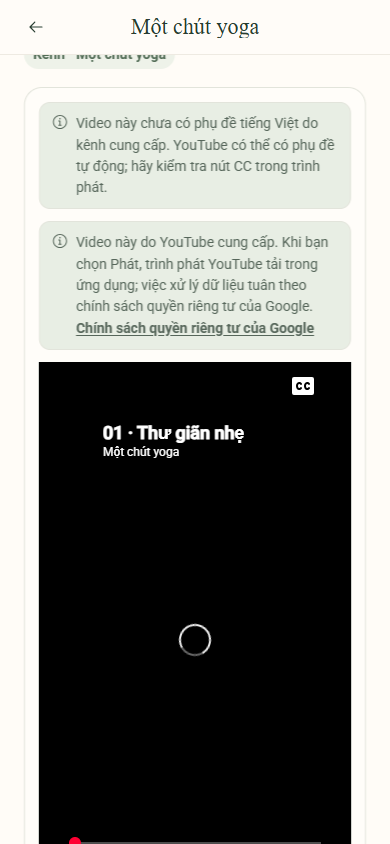 Một chút yoga
Kênh · Một chút yoga
Video này chưa có phụ đề tiếng Việt do
kênh cung cấp. YouTube có thể có phụ đề
tự động; hãy kiểm tra nút CC trong trình
phát.
Video này do YouTube cung cấp. Khi bạn
chọn Phát, trình phát YouTube tải trong
ứng dụng; việc xử lý dữ liệu tuân theo
chính sách quyền riêng tư của Google.
Chính sách quyền riêng tư của Google
CC
01 · Thư giãn nhẹ
Một chút yoga